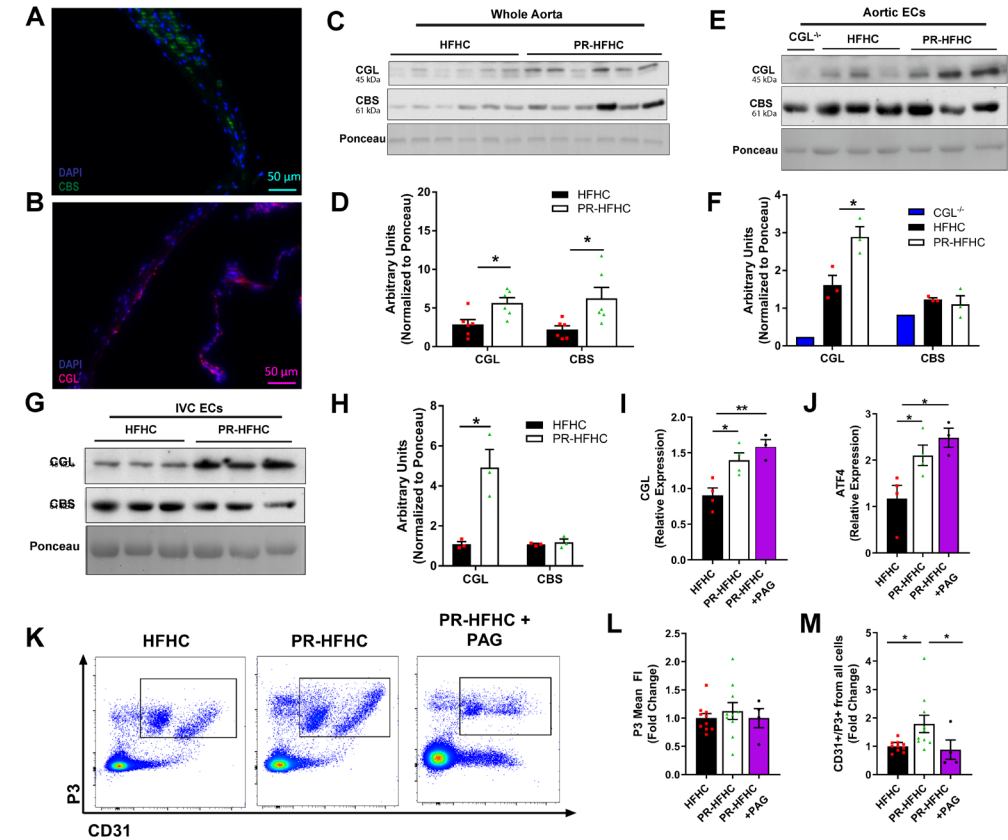 A
DAPI
CBS
50 µm
B
DAPI
CGL
50 µm
C
Whole Aorta
HFHC
PR-HFHC
CGL
45 kDa
CBS
61 kDa
Ponceau
D
Arbitrary Units
(Normalized to Ponceau)
20
15
10
5
0
HFHC
PR-HFHC
*
*
CGL
CBS
E
Aortic ECs
CGL-/-
HFHC
PR-HFHC
CGL
45 kDa
CBS
61 kDa
Ponceau
F
Arbitrary Units
(Normalized to Ponceau)
4
3
2
1
0
*
CGL-/-
HFHC
PR-HFHC
CGL
CBS
G
IVC ECs
HFHC
PR-HFHC
CGL
CBS
Ponceau
H
Arbitrary Units
(Normalized to Ponceau)
8
6
4
2
0
*
HFHC
PR-HFHC
CGL
CBS
I
CGL
(Relative Expression)
2.0
1.5
1.0
0.5
0.0
**
*
HFHC
PR-HFHC
PR-HFHC
+PAG
J
ATF4
(Relative Expression)
4
3
2
1
0
*
*
HFHC
PR-HFHC
PR-HFHC
+PAG
K
HFHC
PR-HFHC
PR-HFHC +
PAG
P3
CD31
L
P3 Mean FI
(Fold Change)
2.5
2.0
1.5
1.0
0.5
0.0
HFHC
PR-HFHC
PR-HFHC
+PAG
M
CD31+/P3+ from all cells
(Fold Change)
5
4
3
2
1
0
*
*
HFHC
PR-HFHC
PR-HFHC
+PAG